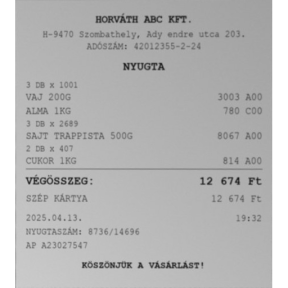 HORVÁTH ABC KFT.
H-9470 Szombathely, Ady endre utca 203.
ADÓSZÁM: 42012355-2-24
NYUGTA
3 DB x 1001
VAJ 200G 3003 A00
ALMA 1KG 780 C00
3 DB x 2689
SAJT TRAPPISTA 500G 8067 A00
2 DB x 407
CUKOR 1KG 814 A00
VÉGÖSSZEG: 12 674 Ft
SZÉP KÁRTYA 12 674 Ft
2025.04.13. 19:32
NYUGTASZÁM: 8736/14696
AP A23027547
KÖSZÖNJÜK A VÁSÁRLÁST!